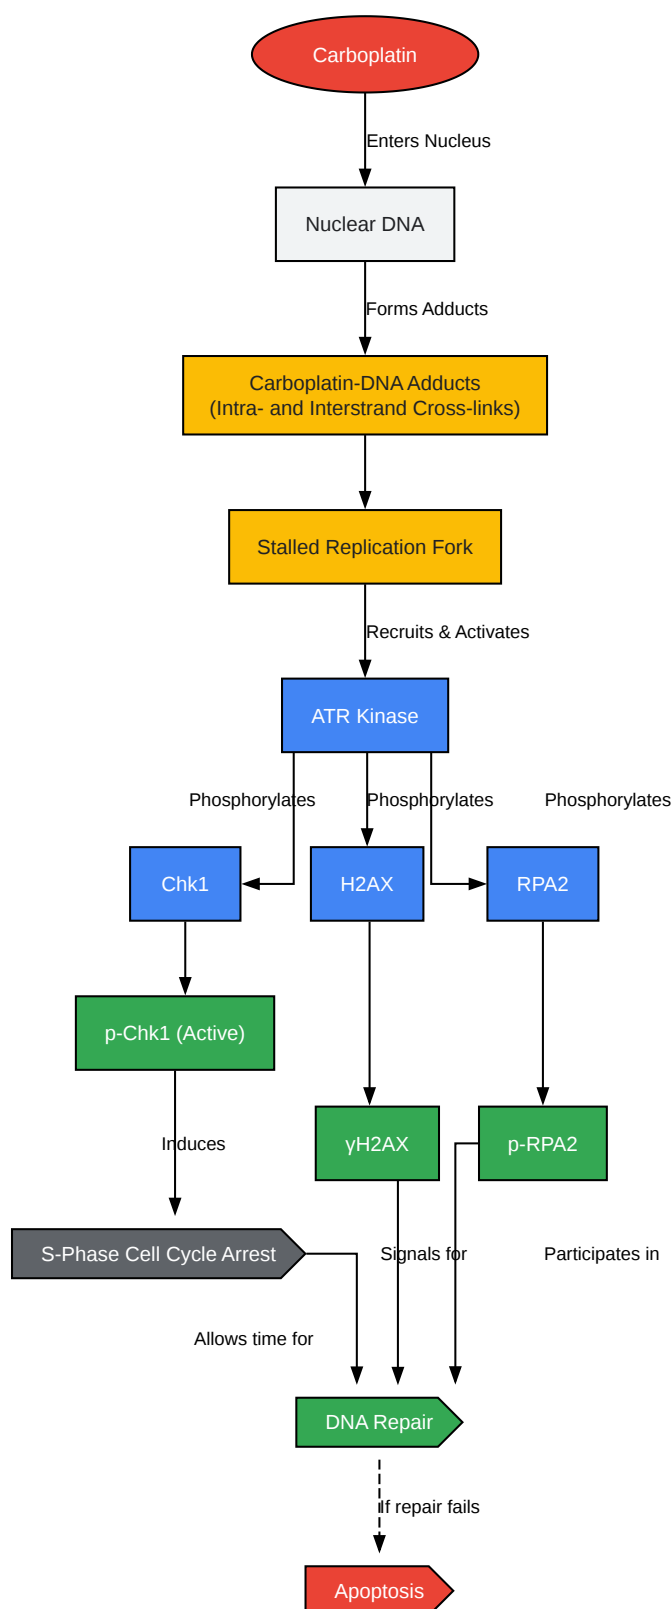 Carboplatin
Enters Nucleus
Nuclear DNA
Forms Adducts
Carboplatin-DNA Adducts
(Intra- and Interstrand Cross-links)
Stalled Replication Fork
Recruits & Activates
ATR Kinase
Phosphorylates
Phosphorylates
Phosphorylates
Chk1
H2AX
RPA2
p-Chk1 (Active)
γH2AX
p-RPA2
Induces
S-Phase Cell Cycle Arrest
Signals for
Participates in
Allows time for
DNA Repair
If repair fails
Apoptosis